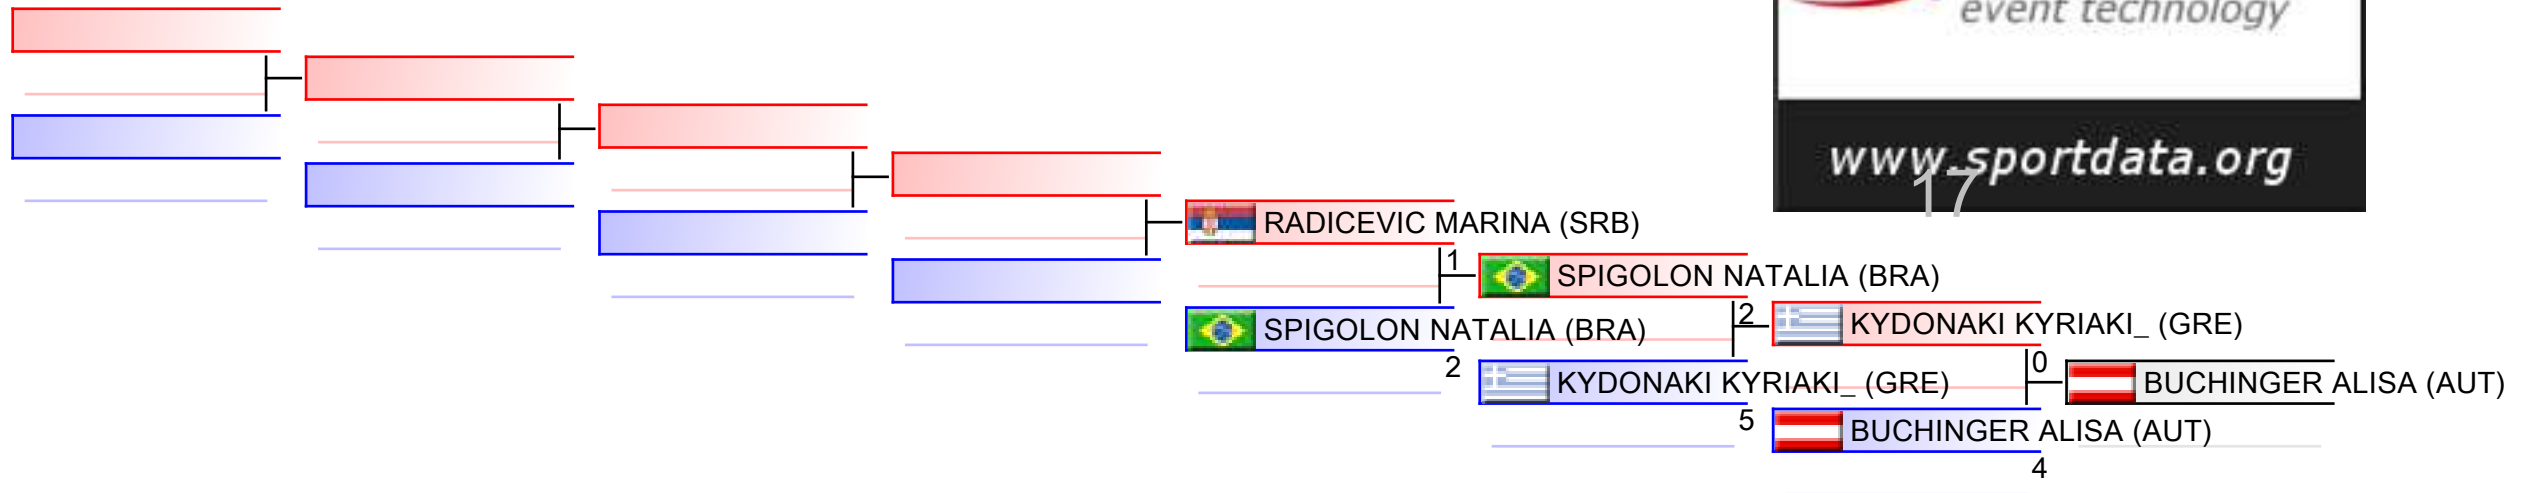 event technology
www.sportdata.org
17
RADICEVIC MARINA (SRB)
1
SPIGOLON NATALIA (BRA)
SPIGOLON NATALIA (BRA)
2
2
KYDONAKI KYRIAKI_ (GRE)
KYDONAKI KYRIAKI_ (GRE)
5
0
BUCHINGER ALISA (AUT)
BUCHINGER ALISA (AUT)
4